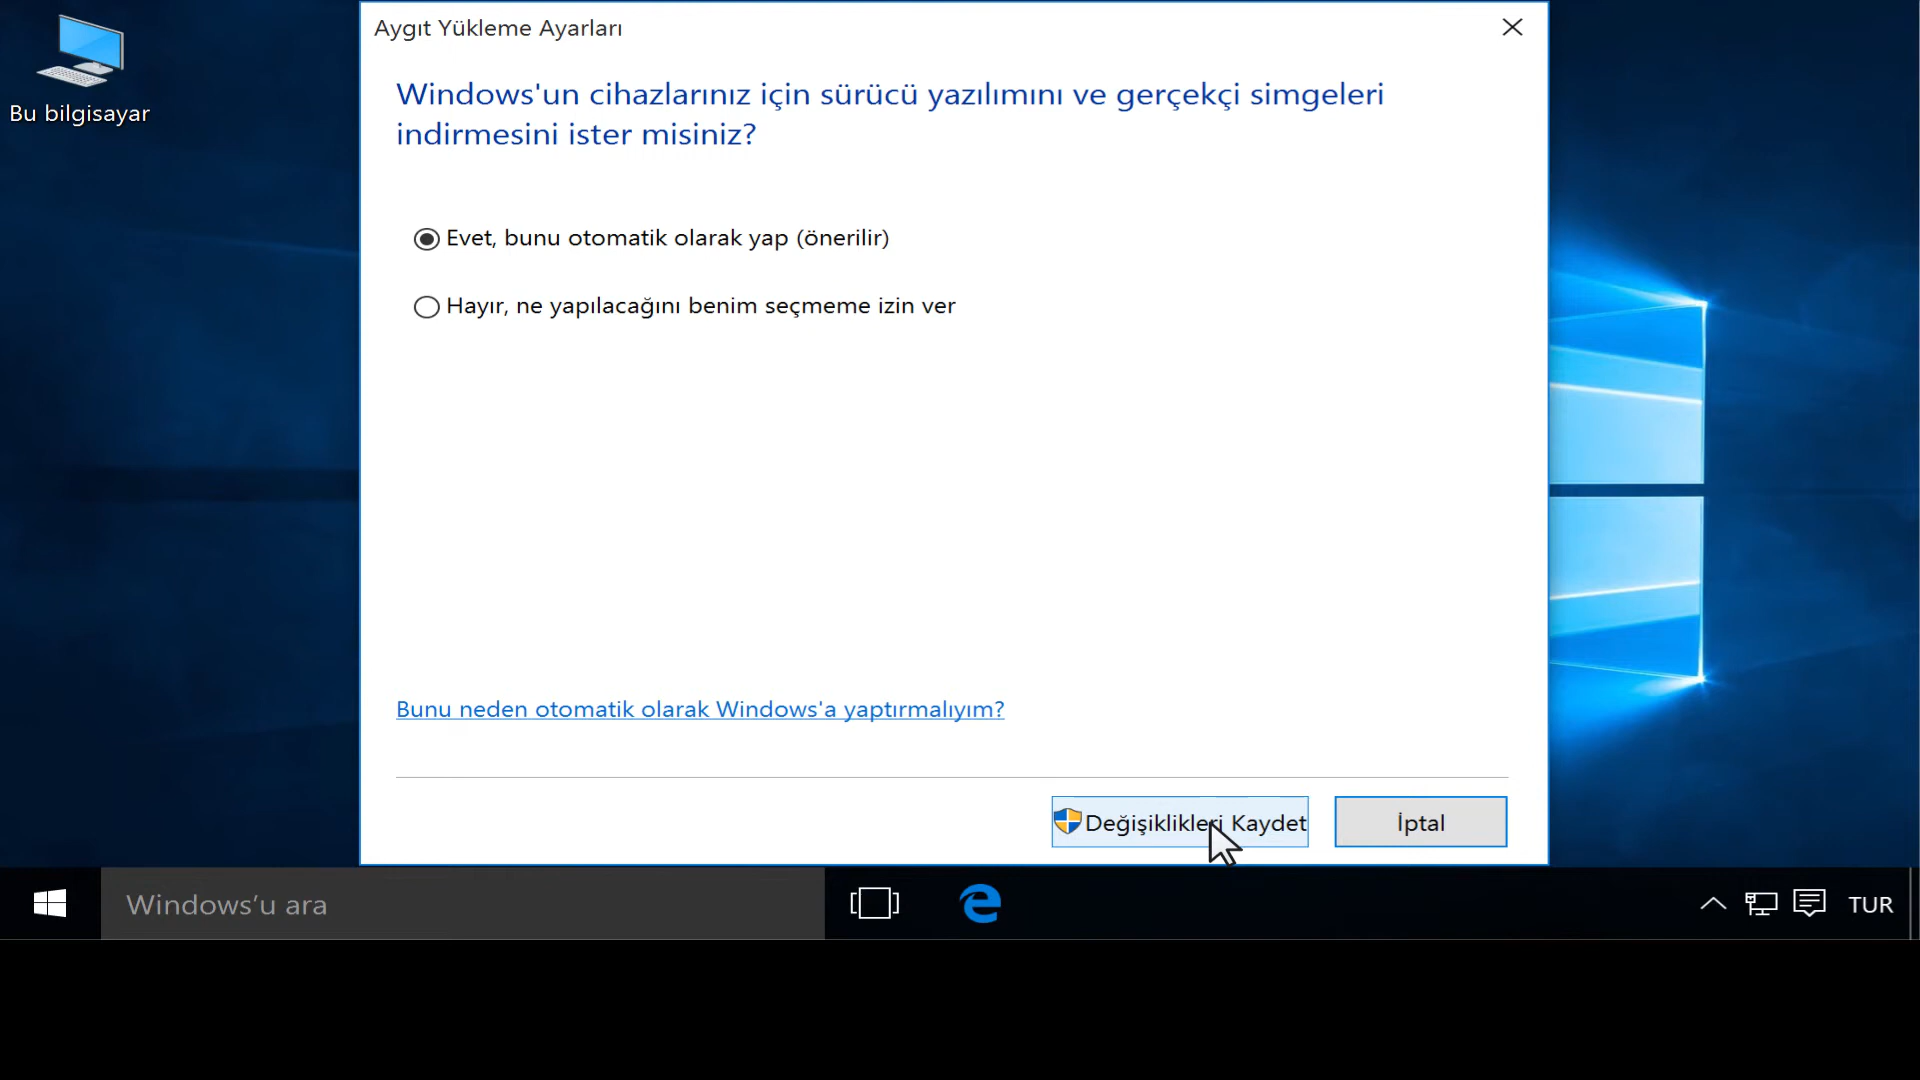 Aygıt Yükleme Ayarları
Bu bilgisayar
Windows'un cihazlarınız için sürücü yazılımını ve gerçekçi simgeleri
indirmesini ister misiniz?
Evet, bunu otomatik olarak yap (önerilir)
Hayır, ne yapılacağını benim seçmeme izin ver
Bunu neden otomatik olarak Windows'a yaptırmalıyım?
Değişiklikleri Kaydet
İptal
Windows'u ara
TUR